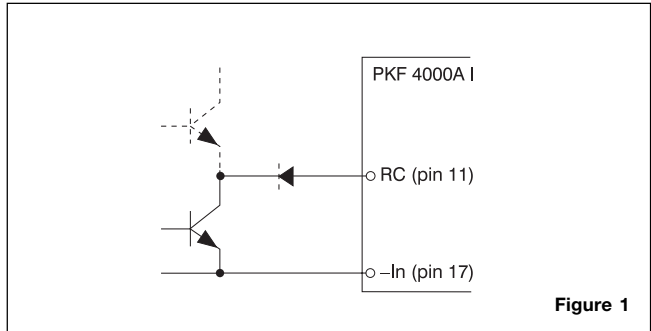 PKF 4000A I
RC (pin 11)
–In (pin 17)
Figure 1